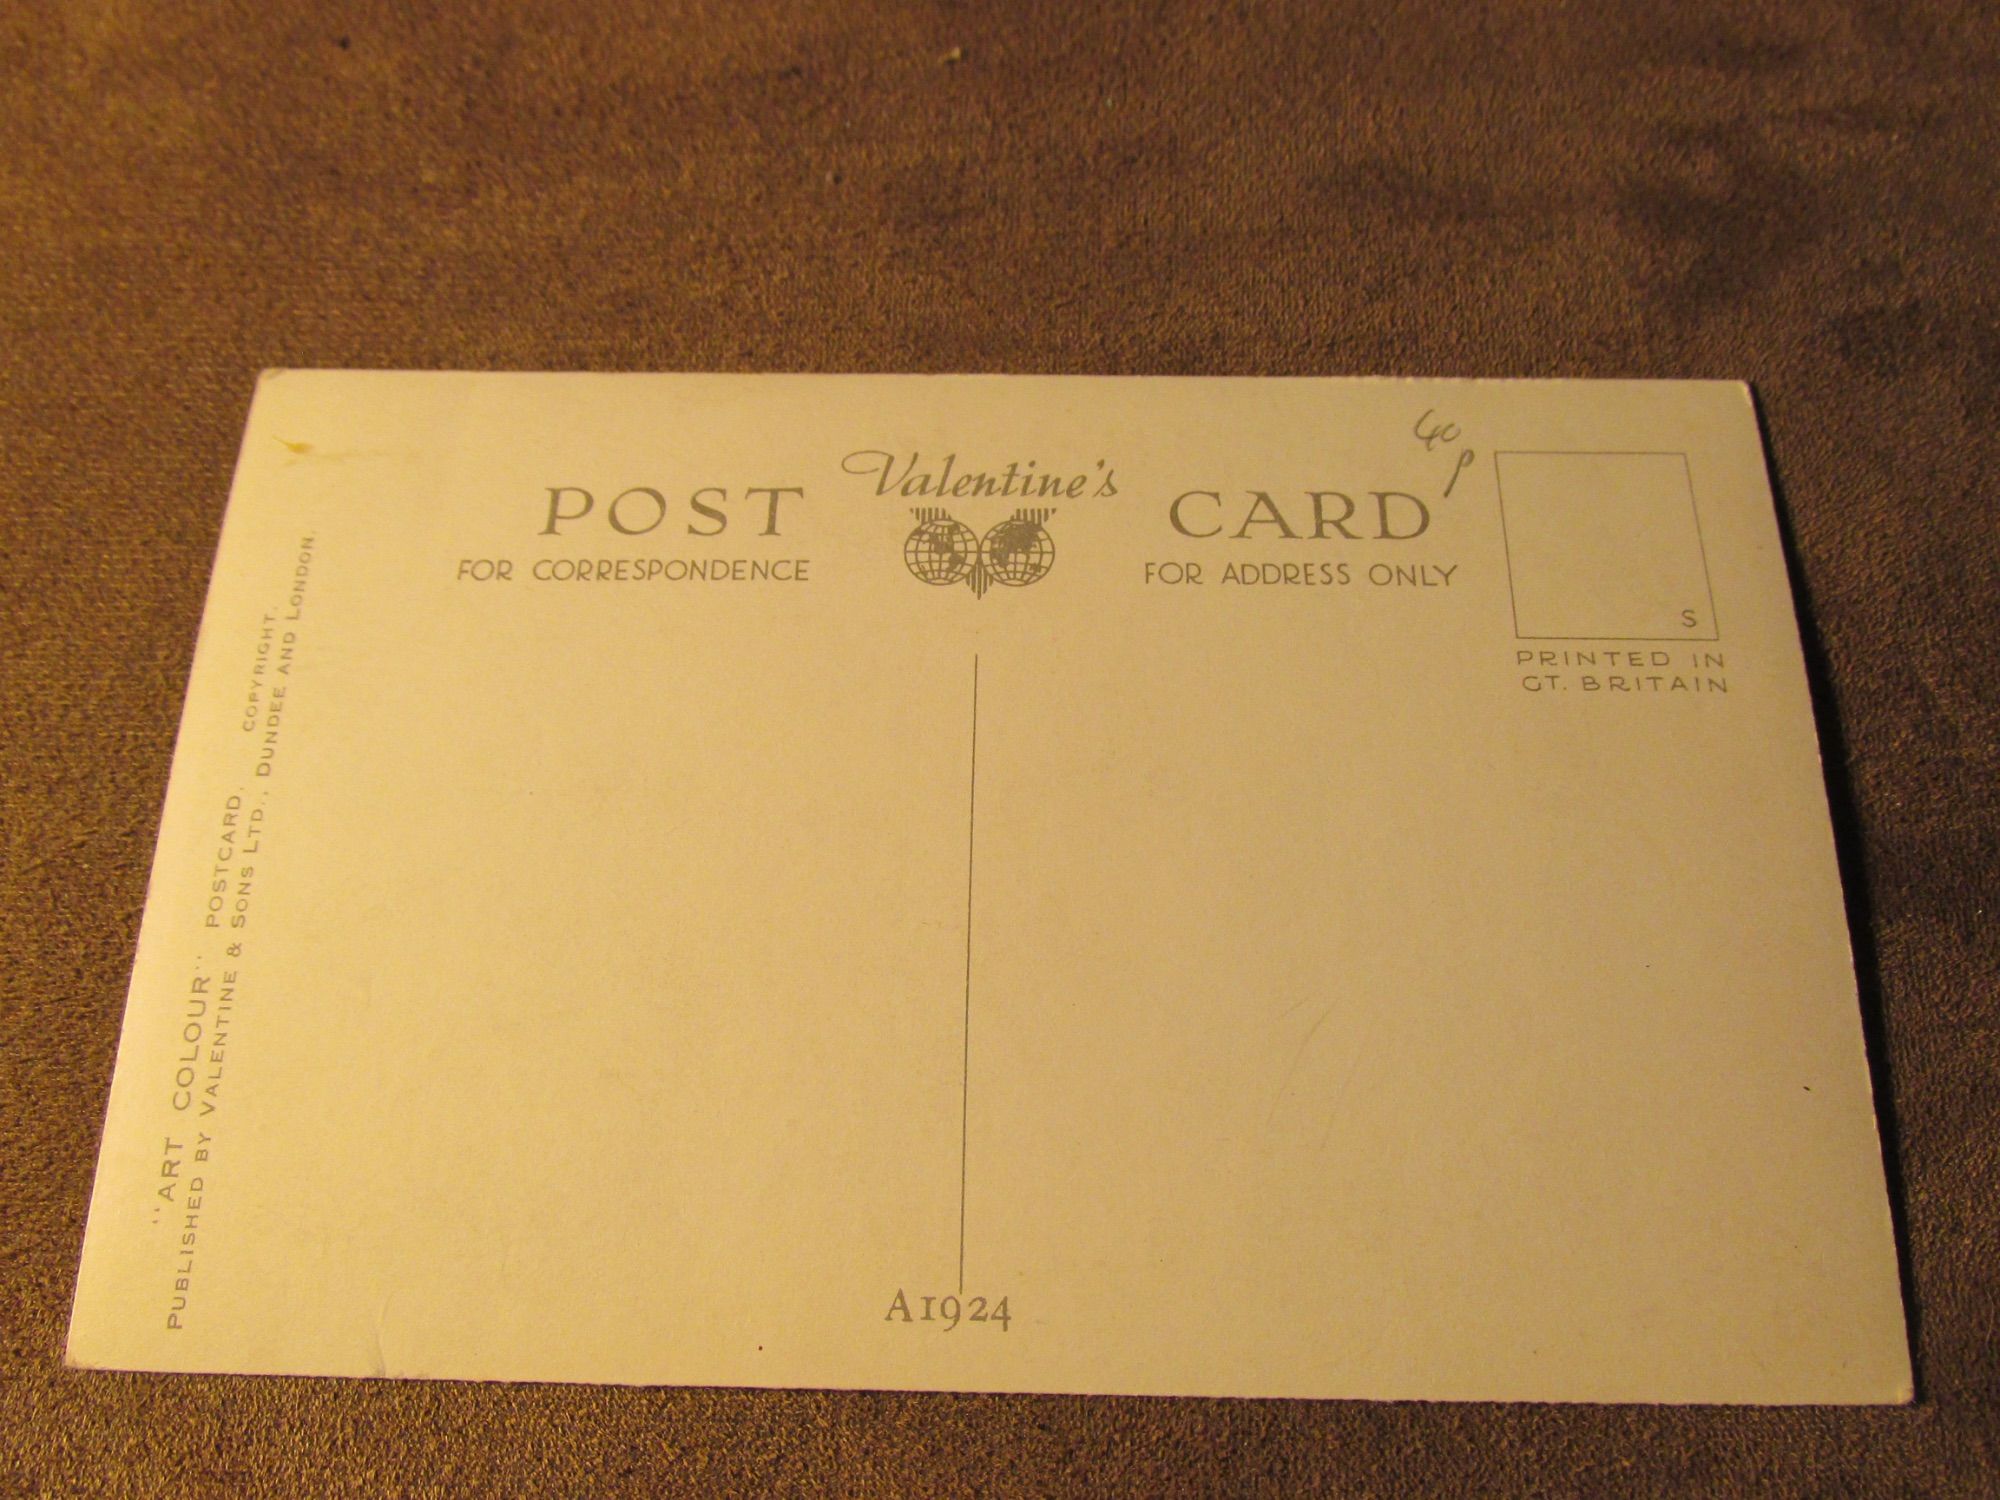 Valentine's
POST CARD
FOR CORRESPONDENCE
FOR ADDRESS ONLY
40
P
S
PRINTED IN
GT. BRITAIN
"ART COLOUR" POSTCARD. COPYRIGHT.
PUBLISHED BY VALENTINE & SONS LTD., DUNDEE AND LONDON.
A1924